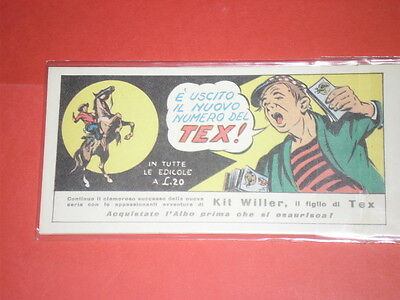 È USCITO
IL NUOVO
NUMERO DEL
TEX!
IN TUTTE
LE EDICOLE
A L.20
Continua il clamoroso successo della nuova
serie con le appassionanti avventure di Kit Willer, il figlio di Tex
Acquistate l'Albo prima che si esaurisca!